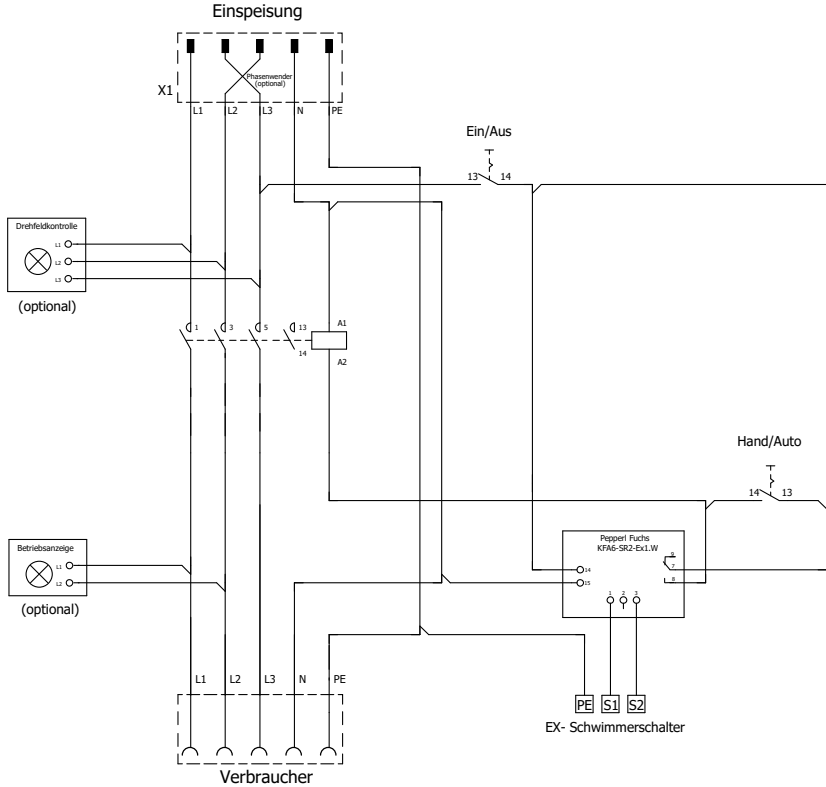 Einspeisung
Phasenwender
(optional)
X1
L1 L2 L3 N PE
Ein/Aus
13 14
Drehfeldkontrolle
L1
L2
L3
(optional)
1 3 5 13 A1
14 A2
Hand/Auto
14 13
Pepperl Fuchs
KFA6-SR2-Ex1.W
9
14 7
15 8
1 2 3
Betriebsanzeige
L1
L2
(optional)
L1 L2 L3 N PE
PE S1 S2
EX- Schwimmerschalter
Verbraucher